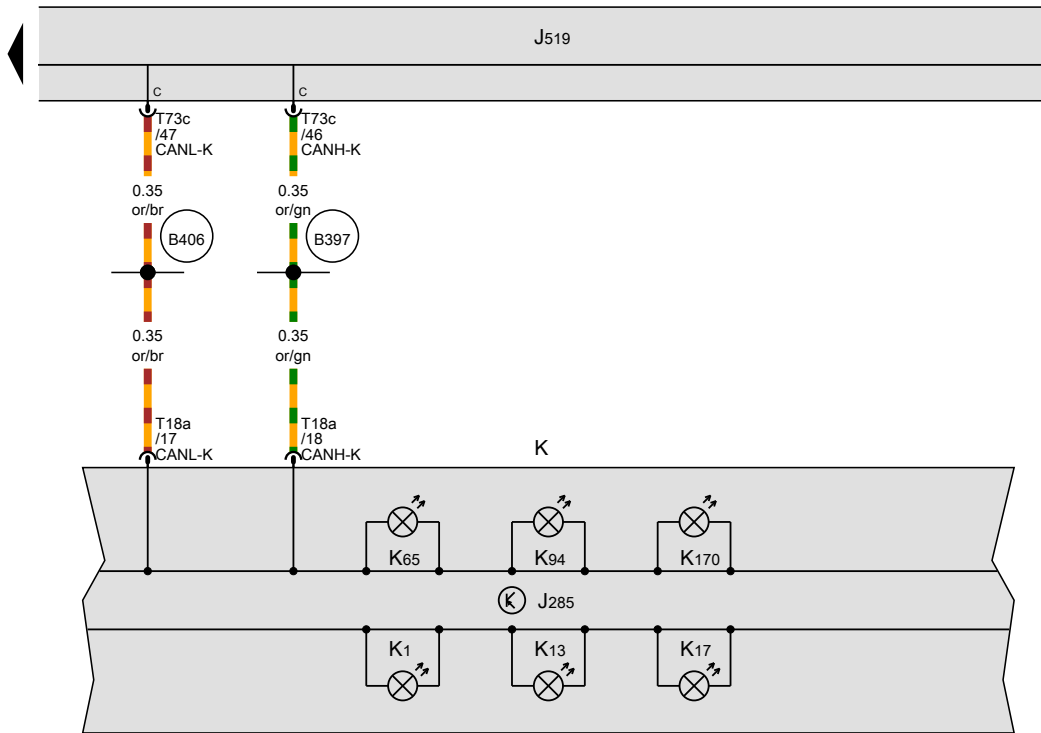 J519
c
c
T73c
/47
CANL-K
T73c
/46
CANH-K
0.35
or/br
0.35
or/gn
B406
B397
0.35
or/br
0.35
or/gn
T18a
/17
CANL-K
T18a
/18
CANH-K
K
K65
K94
K170
K J285
K1
K13
K17